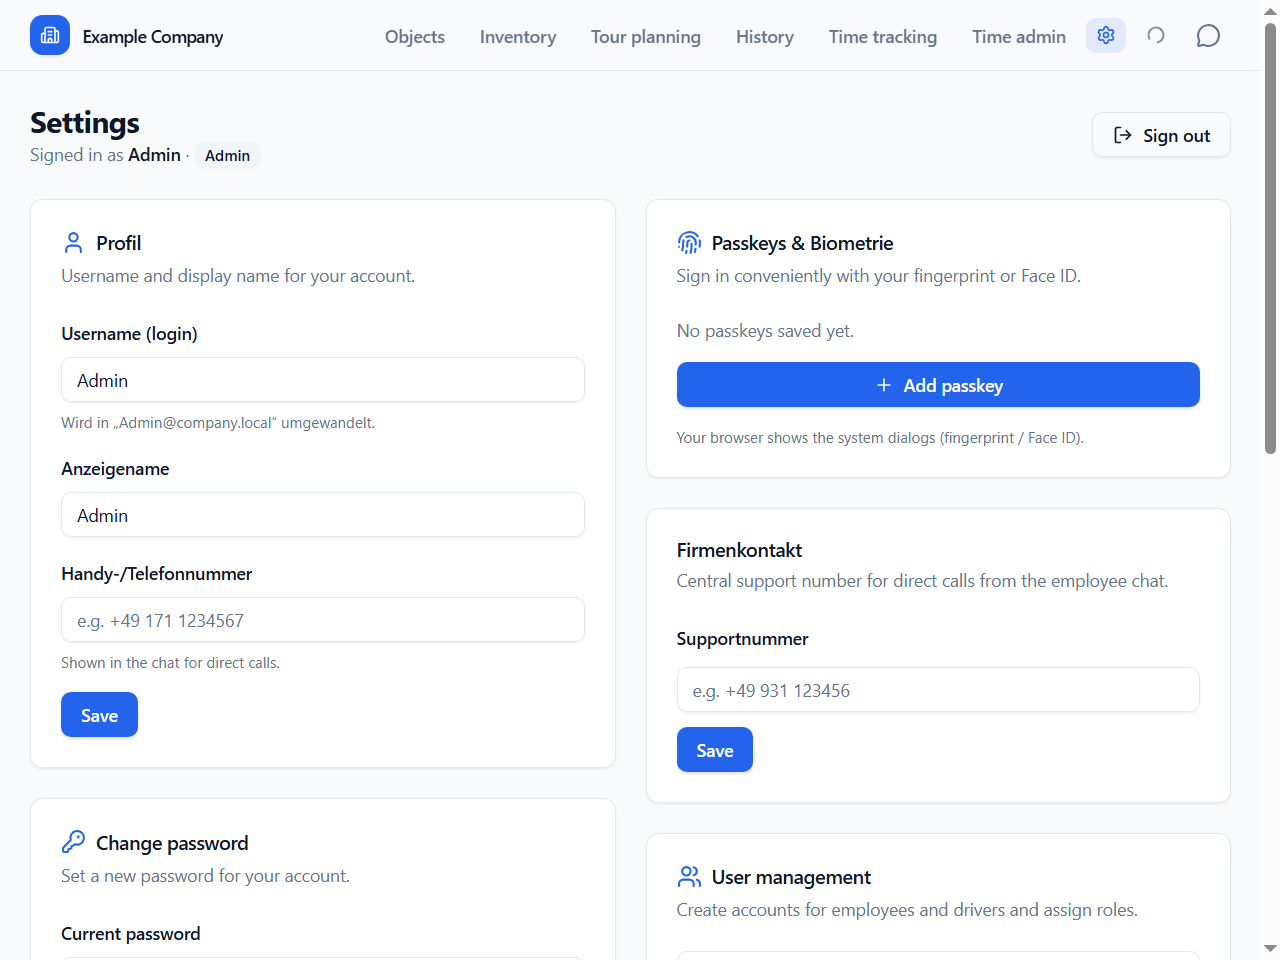 Example Company
Objects
Inventory
Tour planning
History
Time tracking
Time admin
Settings
Signed in as Admin · Admin
Sign out
Profil
Username and display name for your account.
Username (login)
Admin
Wird in „Admin@company.local“ umgewandelt.
Anzeigename
Admin
Handy-/Telefonnummer
e.g. +49 171 1234567
Shown in the chat for direct calls.
Save
Change password
Set a new password for your account.
Current password
Passkeys & Biometrie
Sign in conveniently with your fingerprint or Face ID.
No passkeys saved yet.
Add passkey
Your browser shows the system dialogs (fingerprint / Face ID).
Firmenkontakt
Central support number for direct calls from the employee chat.
Supportnummer
e.g. +49 931 123456
Save
User management
Create accounts for employees and drivers and assign roles.